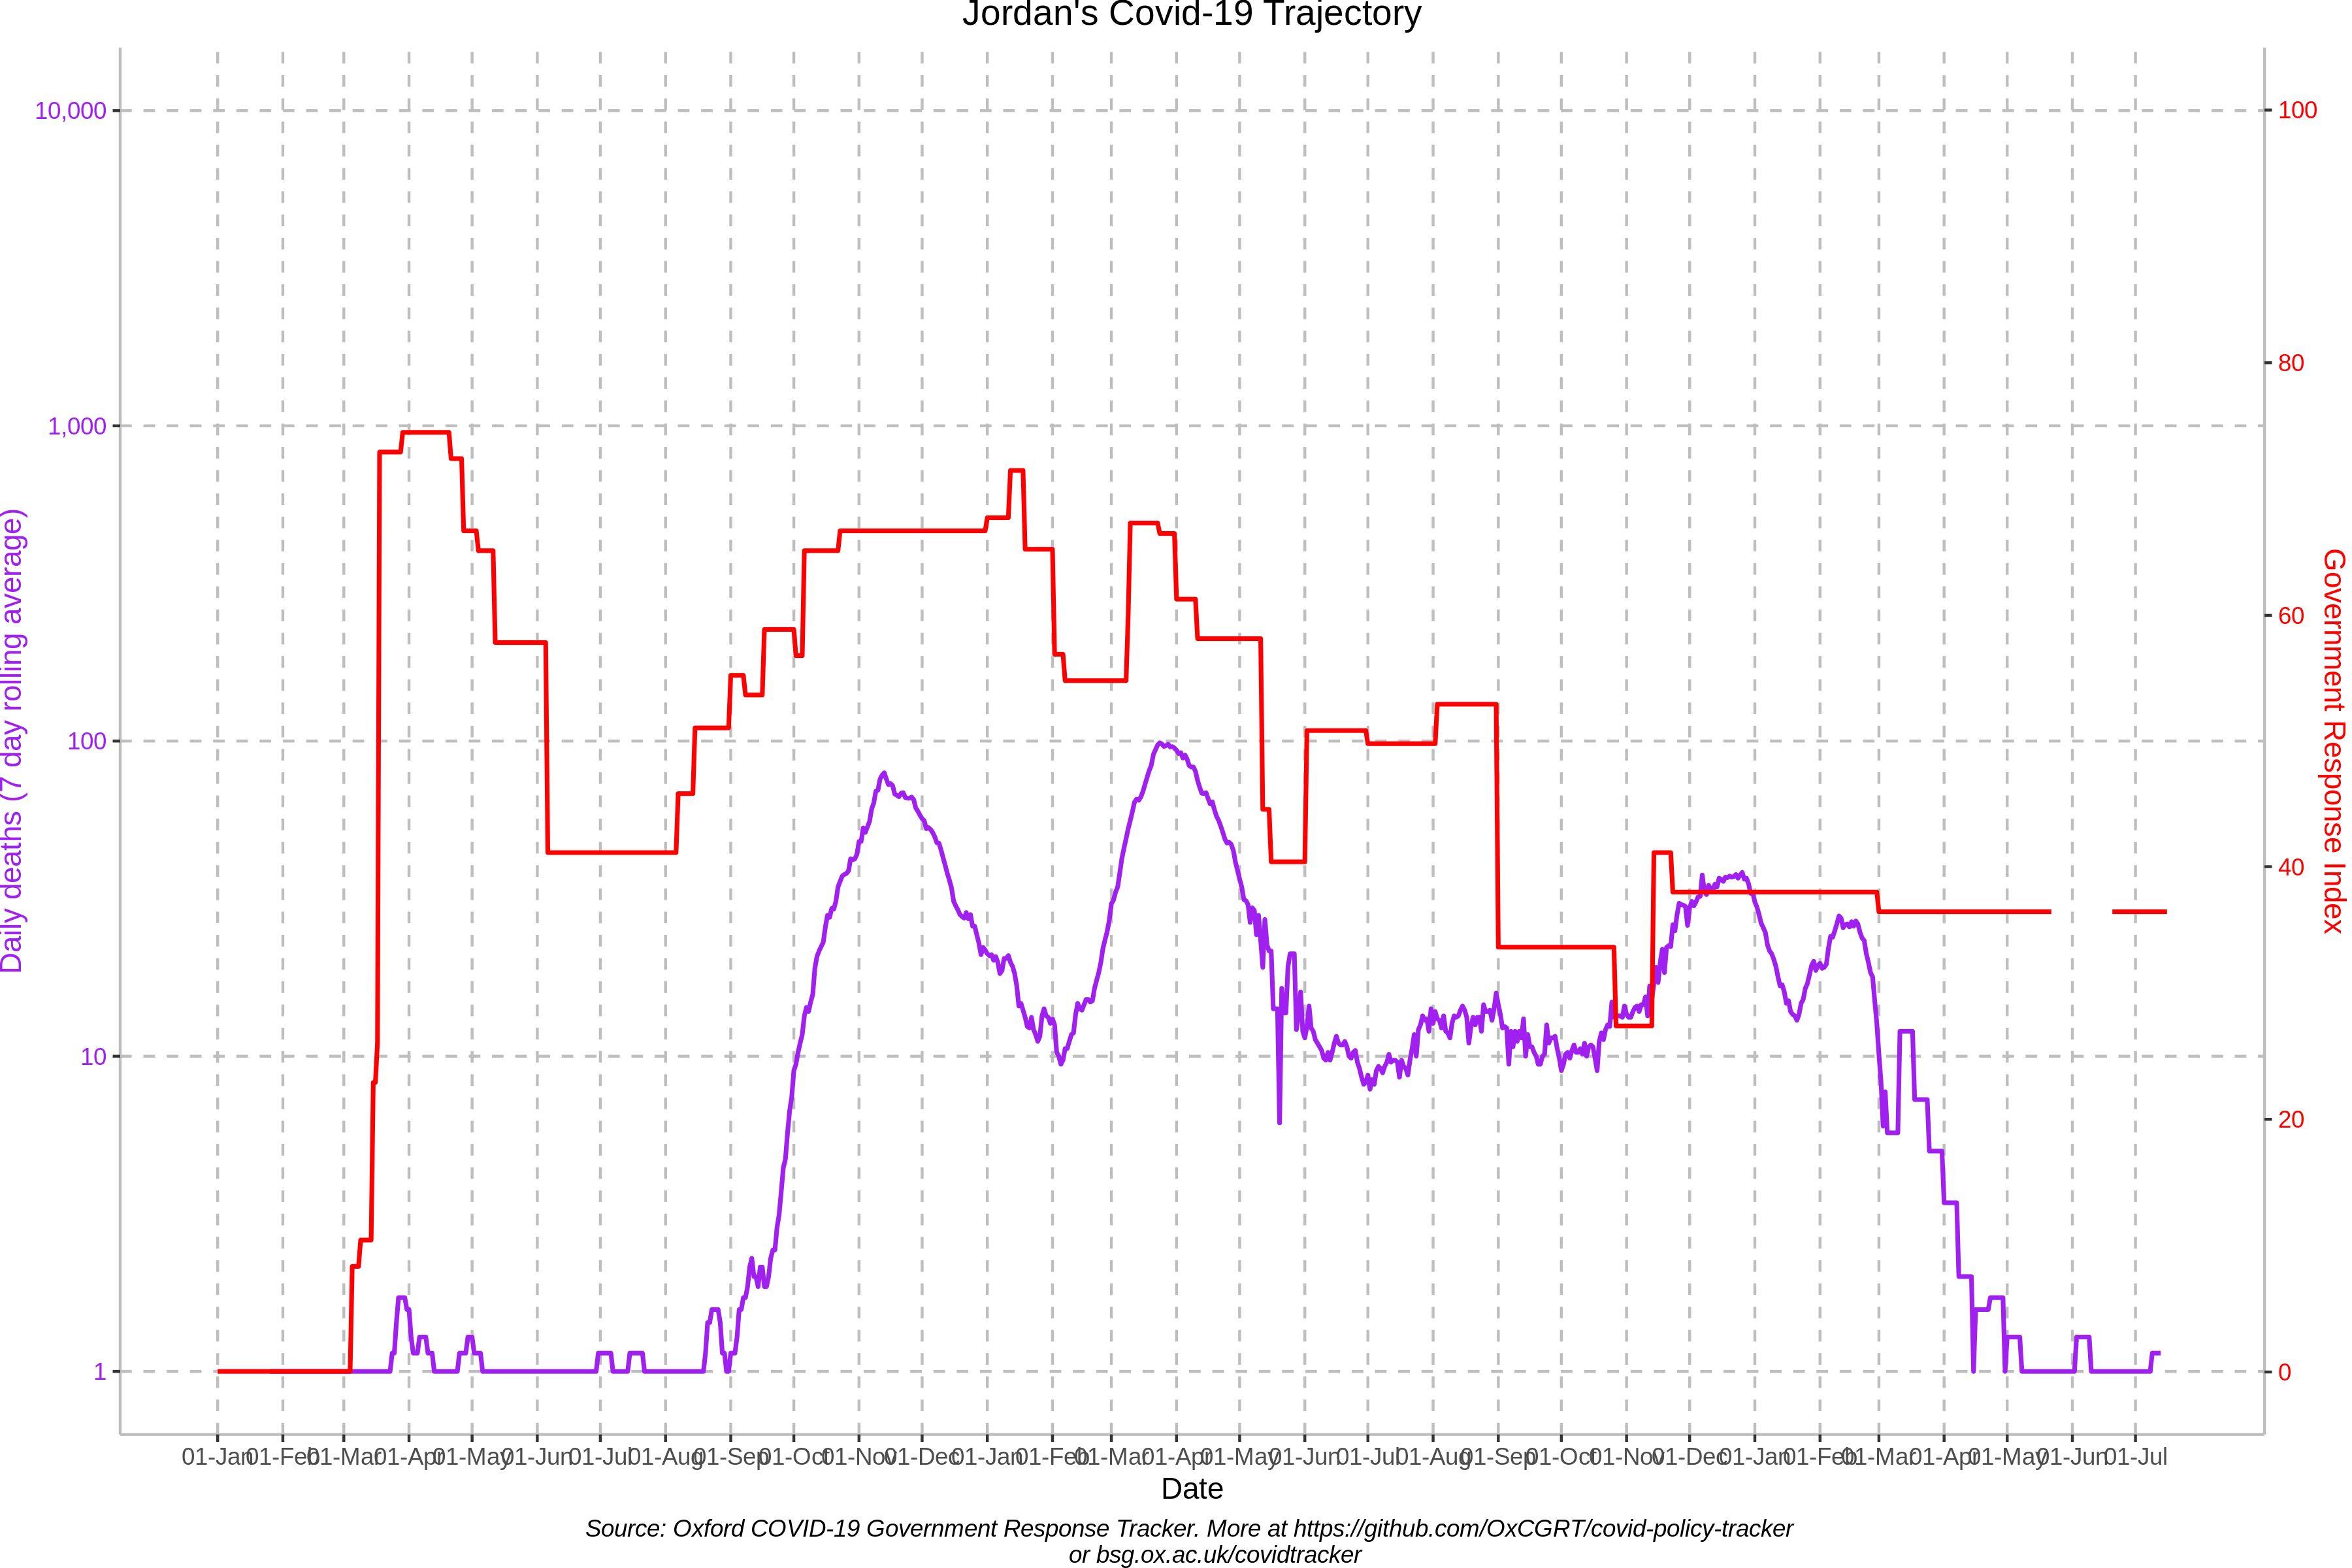 Jordan's Covid-19 Trajectory
10,000
1,000
100
10
1
Daily deaths (7 day rolling average)
100
80
60
40
20
0
Government Response Index
01-Jan 01-Feb 01-Mar 01-Apr 01-May 01-Jun 01-Jul 01-Aug 01-Sep 01-Oct 01-Nov 01-Dec 01-Jan 01-Feb 01-Mar 01-Apr 01-May 01-Jun 01-Jul 01-Aug 01-Sep 01-Oct 01-Nov 01-Dec 01-Jan 01-Feb 01-Mar 01-Apr 01-May 01-Jun 01-Jul
Date
Source: Oxford COVID-19 Government Response Tracker. More at https://github.com/OxCGRT/covid-policy-tracker
or bsg.ox.ac.uk/covidtracker